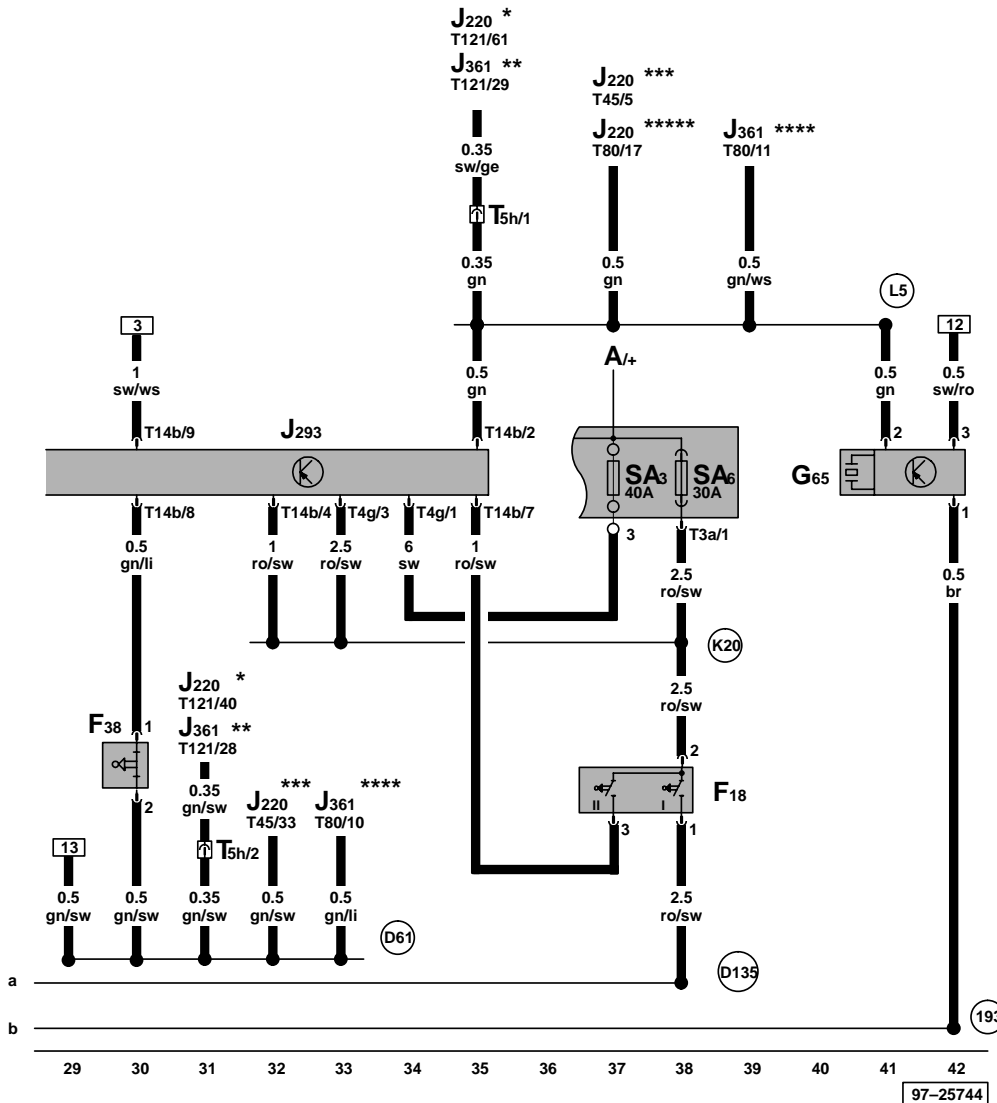 J220 *
T121/61
J361 **
T121/29
J220 ***
T45/5
J220 *****
T80/17
J361 ****
T80/11
0.35
sw/ge
T5h/1
0.35
gn
0.5
gn
0.5
gn/ws
L5
3
12
A/+
1
sw/ws
0.5
gn
0.5
gn
0.5
sw/ro
T14b/9
J293
T14b/2
2
3
SA3
40A
SA6
30A
G65
T14b/8
T14b/4
T4g/3
T4g/1
T14b/7
3
T3a/1
1
0.5
gn/li
1
ro/sw
2.5
ro/sw
6
sw
1
ro/sw
2.5
ro/sw
0.5
br
K20
J220 *
T121/40
J361 **
T121/28
2.5
ro/sw
F38
1
2
2
II
I
F18
3
1
0.35
gn/sw
J220 ***
T45/33
J361 ****
T80/10
T5h/2
13
0.5
gn/sw
0.5
gn/sw
0.35
gn/sw
0.5
gn/sw
0.5
gn/li
2.5
ro/sw
D61
D135
a
b
193
29 30 31 32 33 34 35 36 37 38 39 40 41 42
97–25744